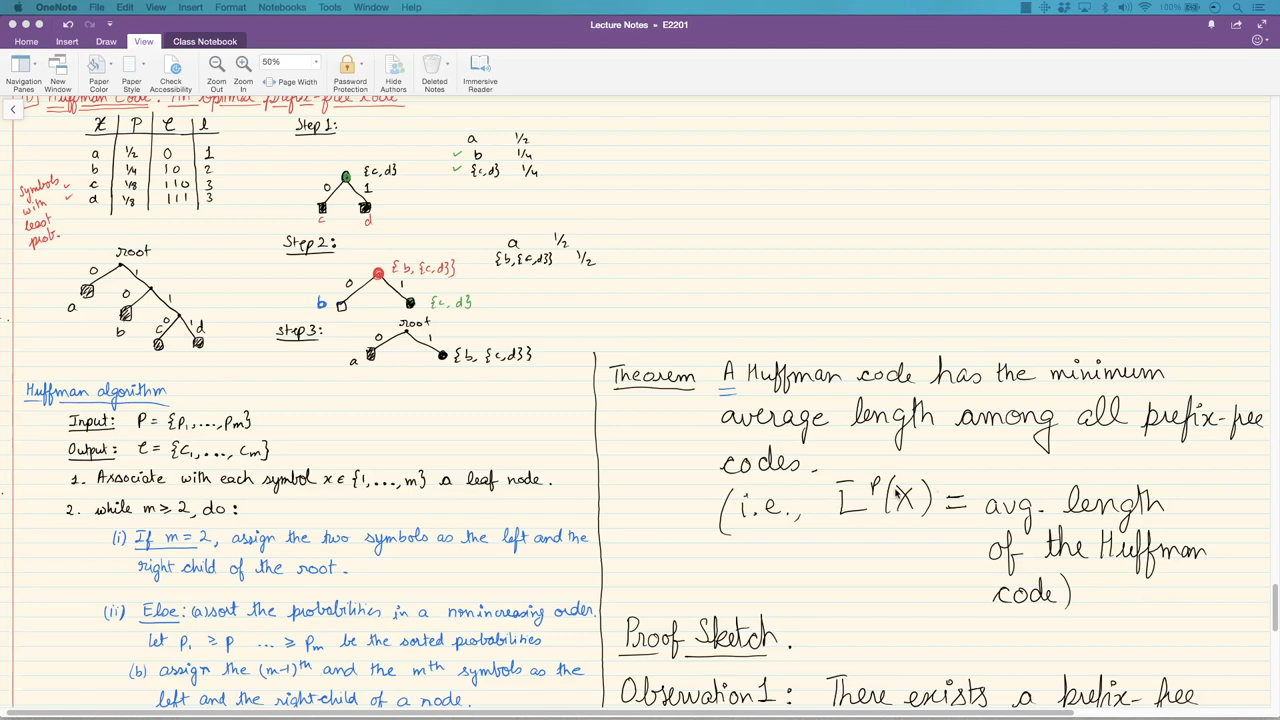 OneNote File Edit View Insert Format Notebooks Tools Window Help
100%
Lecture Notes – E2201
Home Insert Draw View Class Notebook
50%
Page Width
Navigation Panes
New Window
Paper Color
Paper Style
Check Accessibility
Zoom Out
Zoom In
Password Protection
Hide Authors
Deleted Notes
Immersive Reader
Huffman Code: An optimal prefix-free code
X P C l
a 1/2 0 1
b 1/4 10 2
c 1/8 110 3
d 1/8 111 3
Symbols with least prob.
root
0 1
a
0 1
b
0 1
c d
Step 1:
{c,d}
0 1
c d
a 1/2
b 1/4
{c,d} 1/4
Step 2:
{b,{c,d}}
0 1
b {c,d}
a 1/2
{b,{c,d}} 1/2
Step 3:
root
0 1
a {b, {c,d}}
Huffman algorithm
Input: P = {p1,...,pm}
Output: C = {c1,..., cm}
1. Associate with each symbol x ∈ {1,...,m} a leaf node.
2. while m ≥ 2, do:
(i) If m = 2, assign the two symbols as the left and the
right child of the root.
(ii) Else: (a) sort the probabilities in a nonincreasing order.
let p1 ≥ p ... ≥ pm be the sorted probabilities
(b) assign the (m-1)th and the mth symbols as the
left and the right-child of a node.
Theorem A Huffman code has the minimum
average length among all prefix-free
codes.
(i.e., L̄ᵖ(X) = avg. length
of the Huffman
code)
Proof Sketch.
Observation 1: There exists a prefix-free